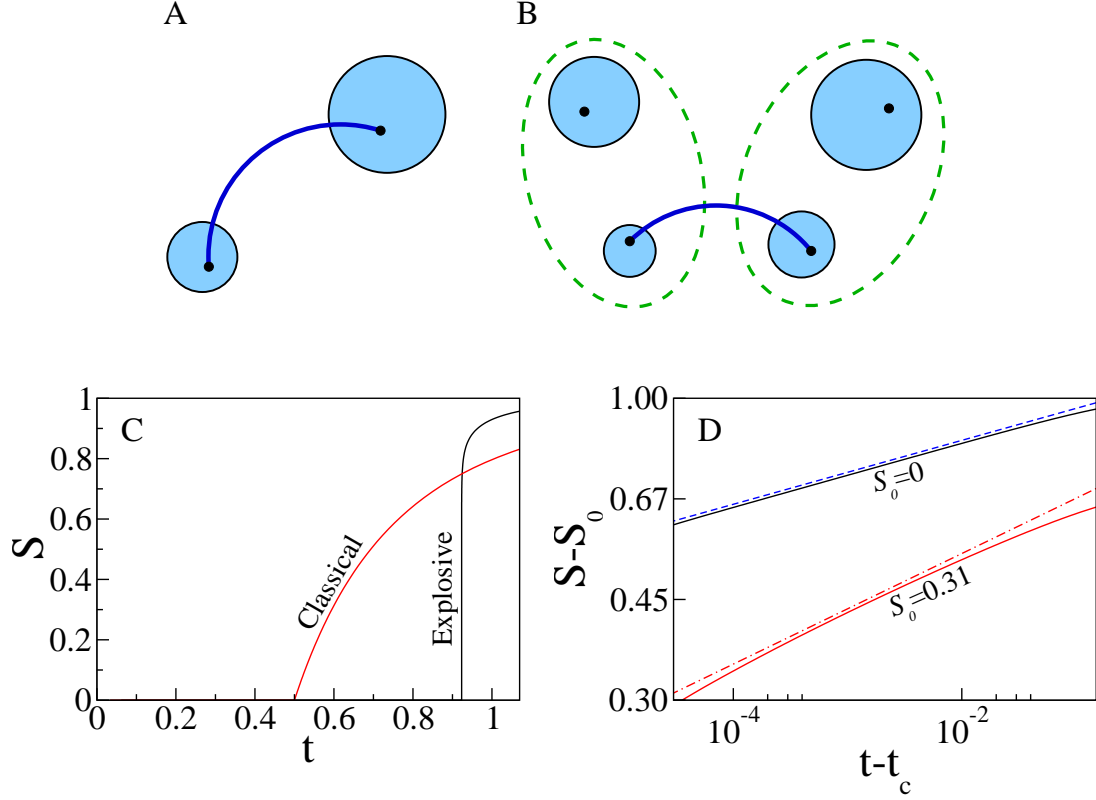 A
B
C
S
1
0.8
0.6
0.4
0.2
0
Classical
Explosive
0 0.2 0.4 0.6 0.8 1
t
D
S-S₀
1.00
0.67
0.45
0.30
S₀=0
S₀=0.31
10⁻⁴ 10⁻²
t-t_c